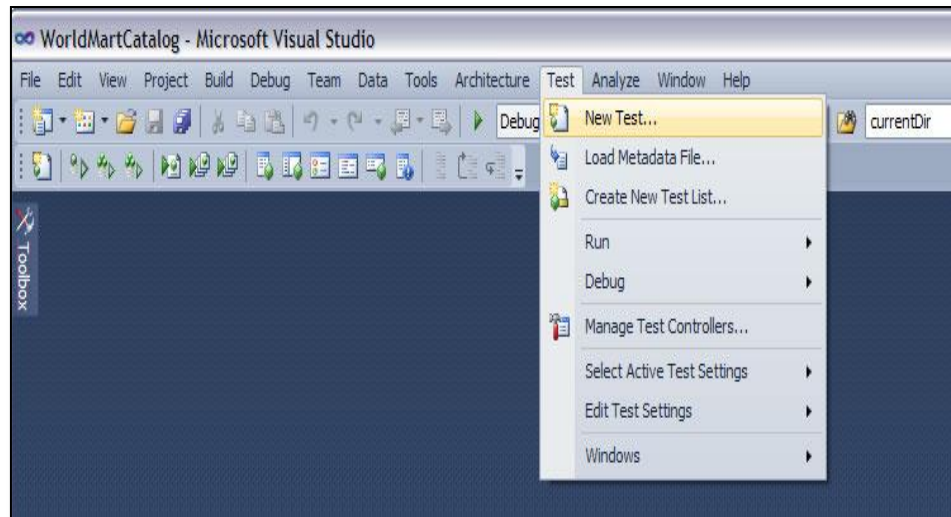 WorldMartCatalog - Microsoft Visual Studio
File Edit View Project Build Debug Team Data Tools Architecture Test Analyze Window Help
Debug
currentDir
New Test...
Load Metadata File...
Create New Test List...
Run
Debug
Manage Test Controllers...
Select Active Test Settings
Edit Test Settings
Windows
Toolbox